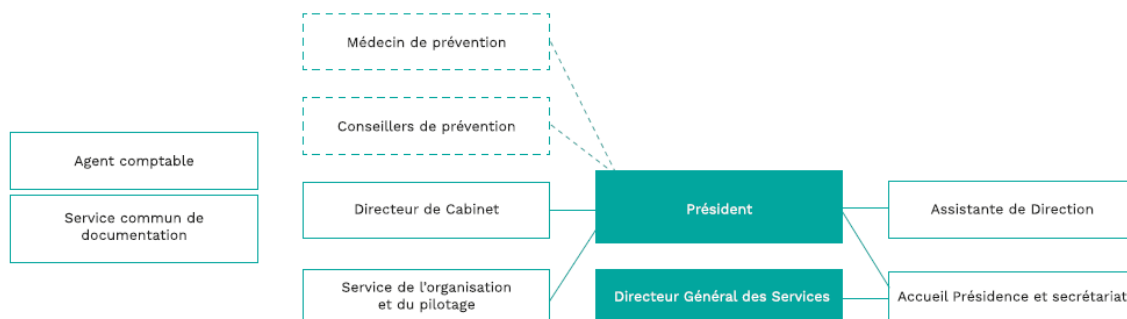 Médecin de prévention
Conseillers de prévention
Agent comptable
Service commun de
documentation
Directeur de Cabinet
Président
Assistante de Direction
Service de l'organisation
et du pilotage
Directeur Général des Services
Accueil Présidence et secrétariat